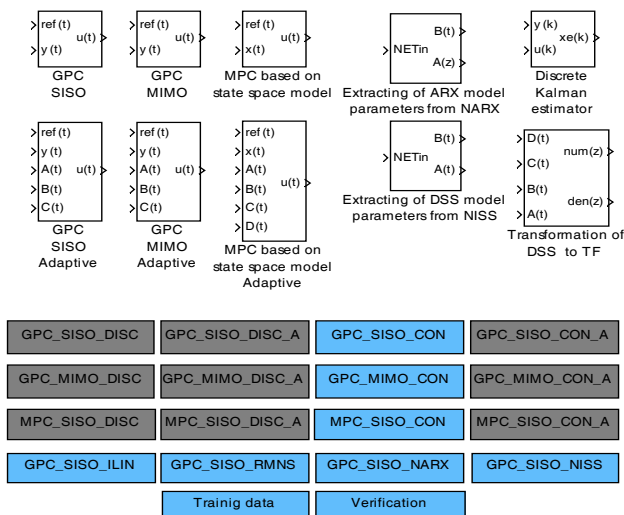 ref(t)
y(t)
u(t)
GPC
SISO
ref(t)
y(t)
u(t)
GPC
MIMO
ref(t)
x(t)
u(t)
MPC based on
state space model
NETin
B(t)
A(z)
Extracting of ARX model
parameters from NARX
y(k)
u(k)
xe(k)
Discrete
Kalman
estimator
ref(t)
y(t)
A(t)
B(t)
C(t)
u(t)
GPC
SISO
Adaptive
ref(t)
y(t)
A(t)
B(t)
C(t)
u(t)
GPC
MIMO
Adaptive
ref(t)
x(t)
A(t)
B(t)
C(t)
D(t)
u(t)
MPC based on
state space model
Adaptive
NETin
B(t)
A(t)
Extracting of DSS model
parameters from NISS
D(t)
C(t)
B(t)
A(t)
num(z)
den(z)
Transformation of
DSS to TF
GPC_SISO_DISC
GPC_SISO_DISC_A
GPC_SISO_CON
GPC_SISO_CON_A
GPC_MIMO_DISC
GPC_MIMO_DISC_A
GPC_MIMO_CON
GPC_MIMO_CON_A
MPC_SISO_DISC
MPC_SISO_DISC_A
MPC_SISO_CON
MPC_SISO_CON_A
GPC_SISO_ILIN
GPC_SISO_RMNS
GPC_SISO_NARX
GPC_SISO_NISS
Trainig data
Verification